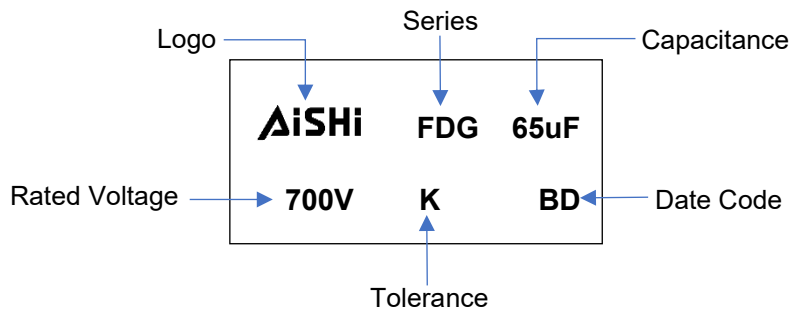 Series
Logo
Capacitance
AiSHi FDG 65uF
Rated Voltage 700V K BD Date Code
Tolerance